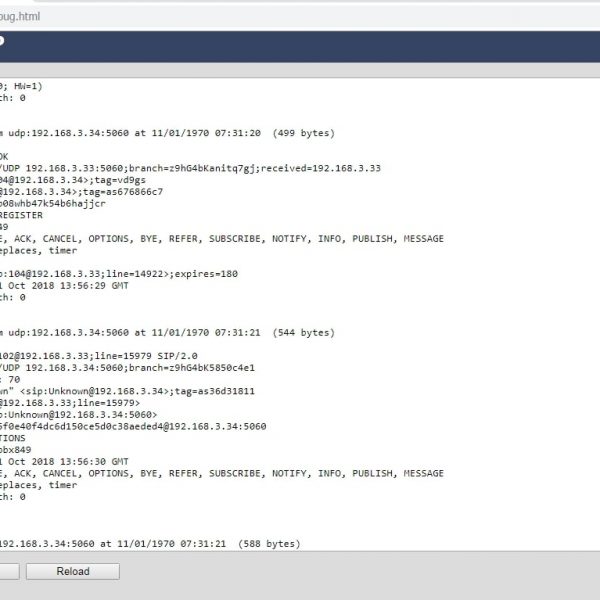 bug.html
0; HW=1)
th: 0
m udp:192.168.3.34:5060 at 11/01/1970 07:31:20 (499 bytes)
OK
/UDP 192.168.3.33:5060;branch=z9hG4bKanitq7gj;received=192.168.3.33
04@192.168.3.34>;tag=vd9gs
@192.168.3.34>;tag=as676866c7
o08whb47k54b6hajjcr
REGISTER
49
E, ACK, CANCEL, OPTIONS, BYE, REFER, SUBSCRIBE, NOTIFY, INFO, PUBLISH, MESSAGE
eplaces, timer
p:104@192.168.3.33;line=14922>;expires=180
1 Oct 2018 13:56:29 GMT
th: 0
m udp:192.168.3.34:5060 at 11/01/1970 07:31:21 (544 bytes)
102@192.168.3.33;line=15979 SIP/2.0
/UDP 192.168.3.34:5060;branch=z9hG4bK5850c4e1
: 70
wn" <sip:Unknown@192.168.3.34>;tag=as36d31811
@192.168.3.33;line=15979>
p:Unknown@192.168.3.34:5060>
5f0e40f4dc6d150ce5d0c38aeded4@192.168.3.34:5060
TIONS
pbx849
1 Oct 2018 13:56:30 GMT
E, ACK, CANCEL, OPTIONS, BYE, REFER, SUBSCRIBE, NOTIFY, INFO, PUBLISH, MESSAGE
eplaces, timer
th: 0
192.168.3.34:5060 at 11/01/1970 07:31:21 (588 bytes)
Reload